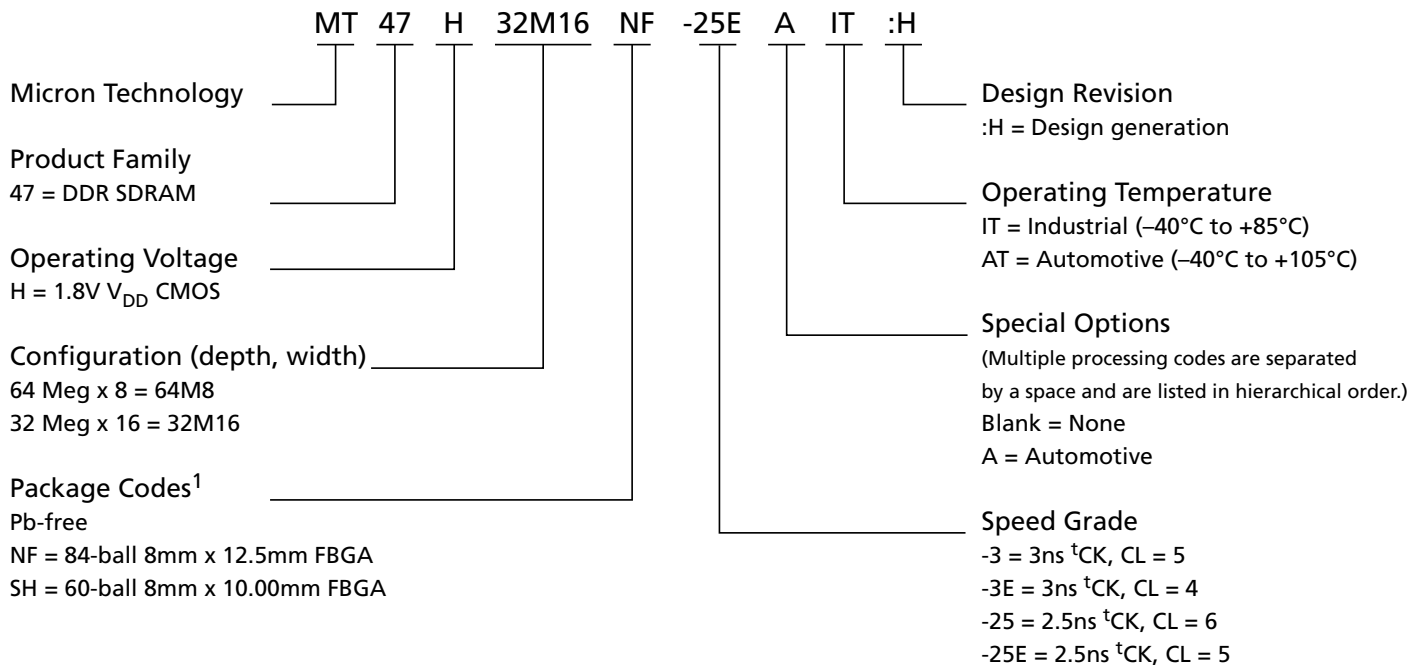 MT 47 H 32M16 NF -25E A IT :H
Micron Technology
Product Family
47 = DDR SDRAM
Operating Voltage
H = 1.8V VDD CMOS
Configuration (depth, width)
64 Meg x 8 = 64M8
32 Meg x 16 = 32M16
Package Codes1
Pb-free
NF = 84-ball 8mm x 12.5mm FBGA
SH = 60-ball 8mm x 10.00mm FBGA
Design Revision
:H = Design generation
Operating Temperature
IT = Industrial (–40°C to +85°C)
AT = Automotive (–40°C to +105°C)
Special Options
(Multiple processing codes are separated
by a space and are listed in hierarchical order.)
Blank = None
A = Automotive
Speed Grade
-3 = 3ns tCK, CL = 5
-3E = 3ns tCK, CL = 4
-25 = 2.5ns tCK, CL = 6
-25E = 2.5ns tCK, CL = 5